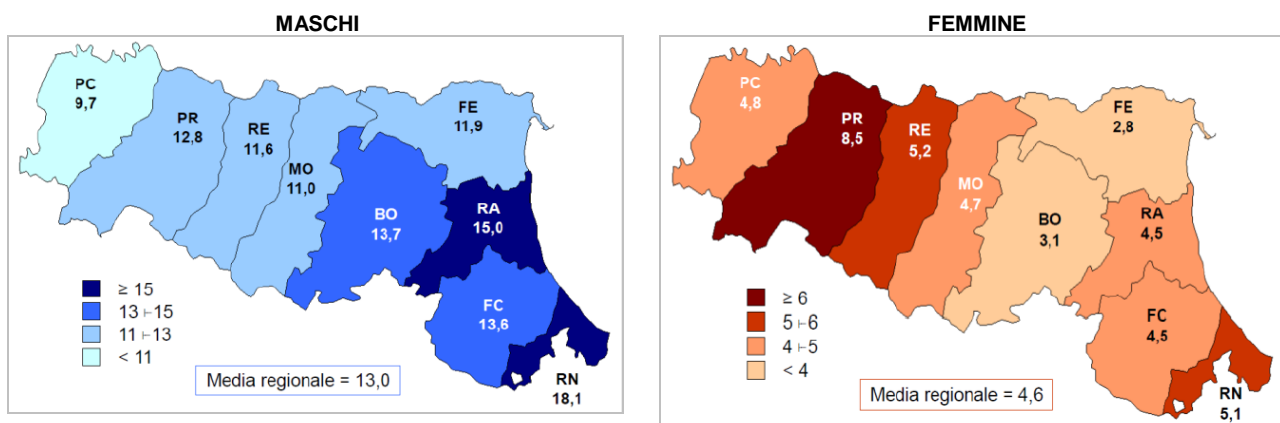 MASCHI
PC
9,7
PR
12,8
RE
11,6
MO
11,0
FE
11,9
BO
13,7
RA
15,0
FC
13,6
RN
18,1
≥ 15
13 ⊢15
11 ⊢13
< 11
Media regionale = 13,0
FEMMINE
PC
4,8
PR
8,5
RE
5,2
MO
4,7
FE
2,8
BO
3,1
RA
4,5
FC
4,5
RN
5,1
≥ 6
5 ⊢6
4 ⊢5
< 4
Media regionale = 4,6